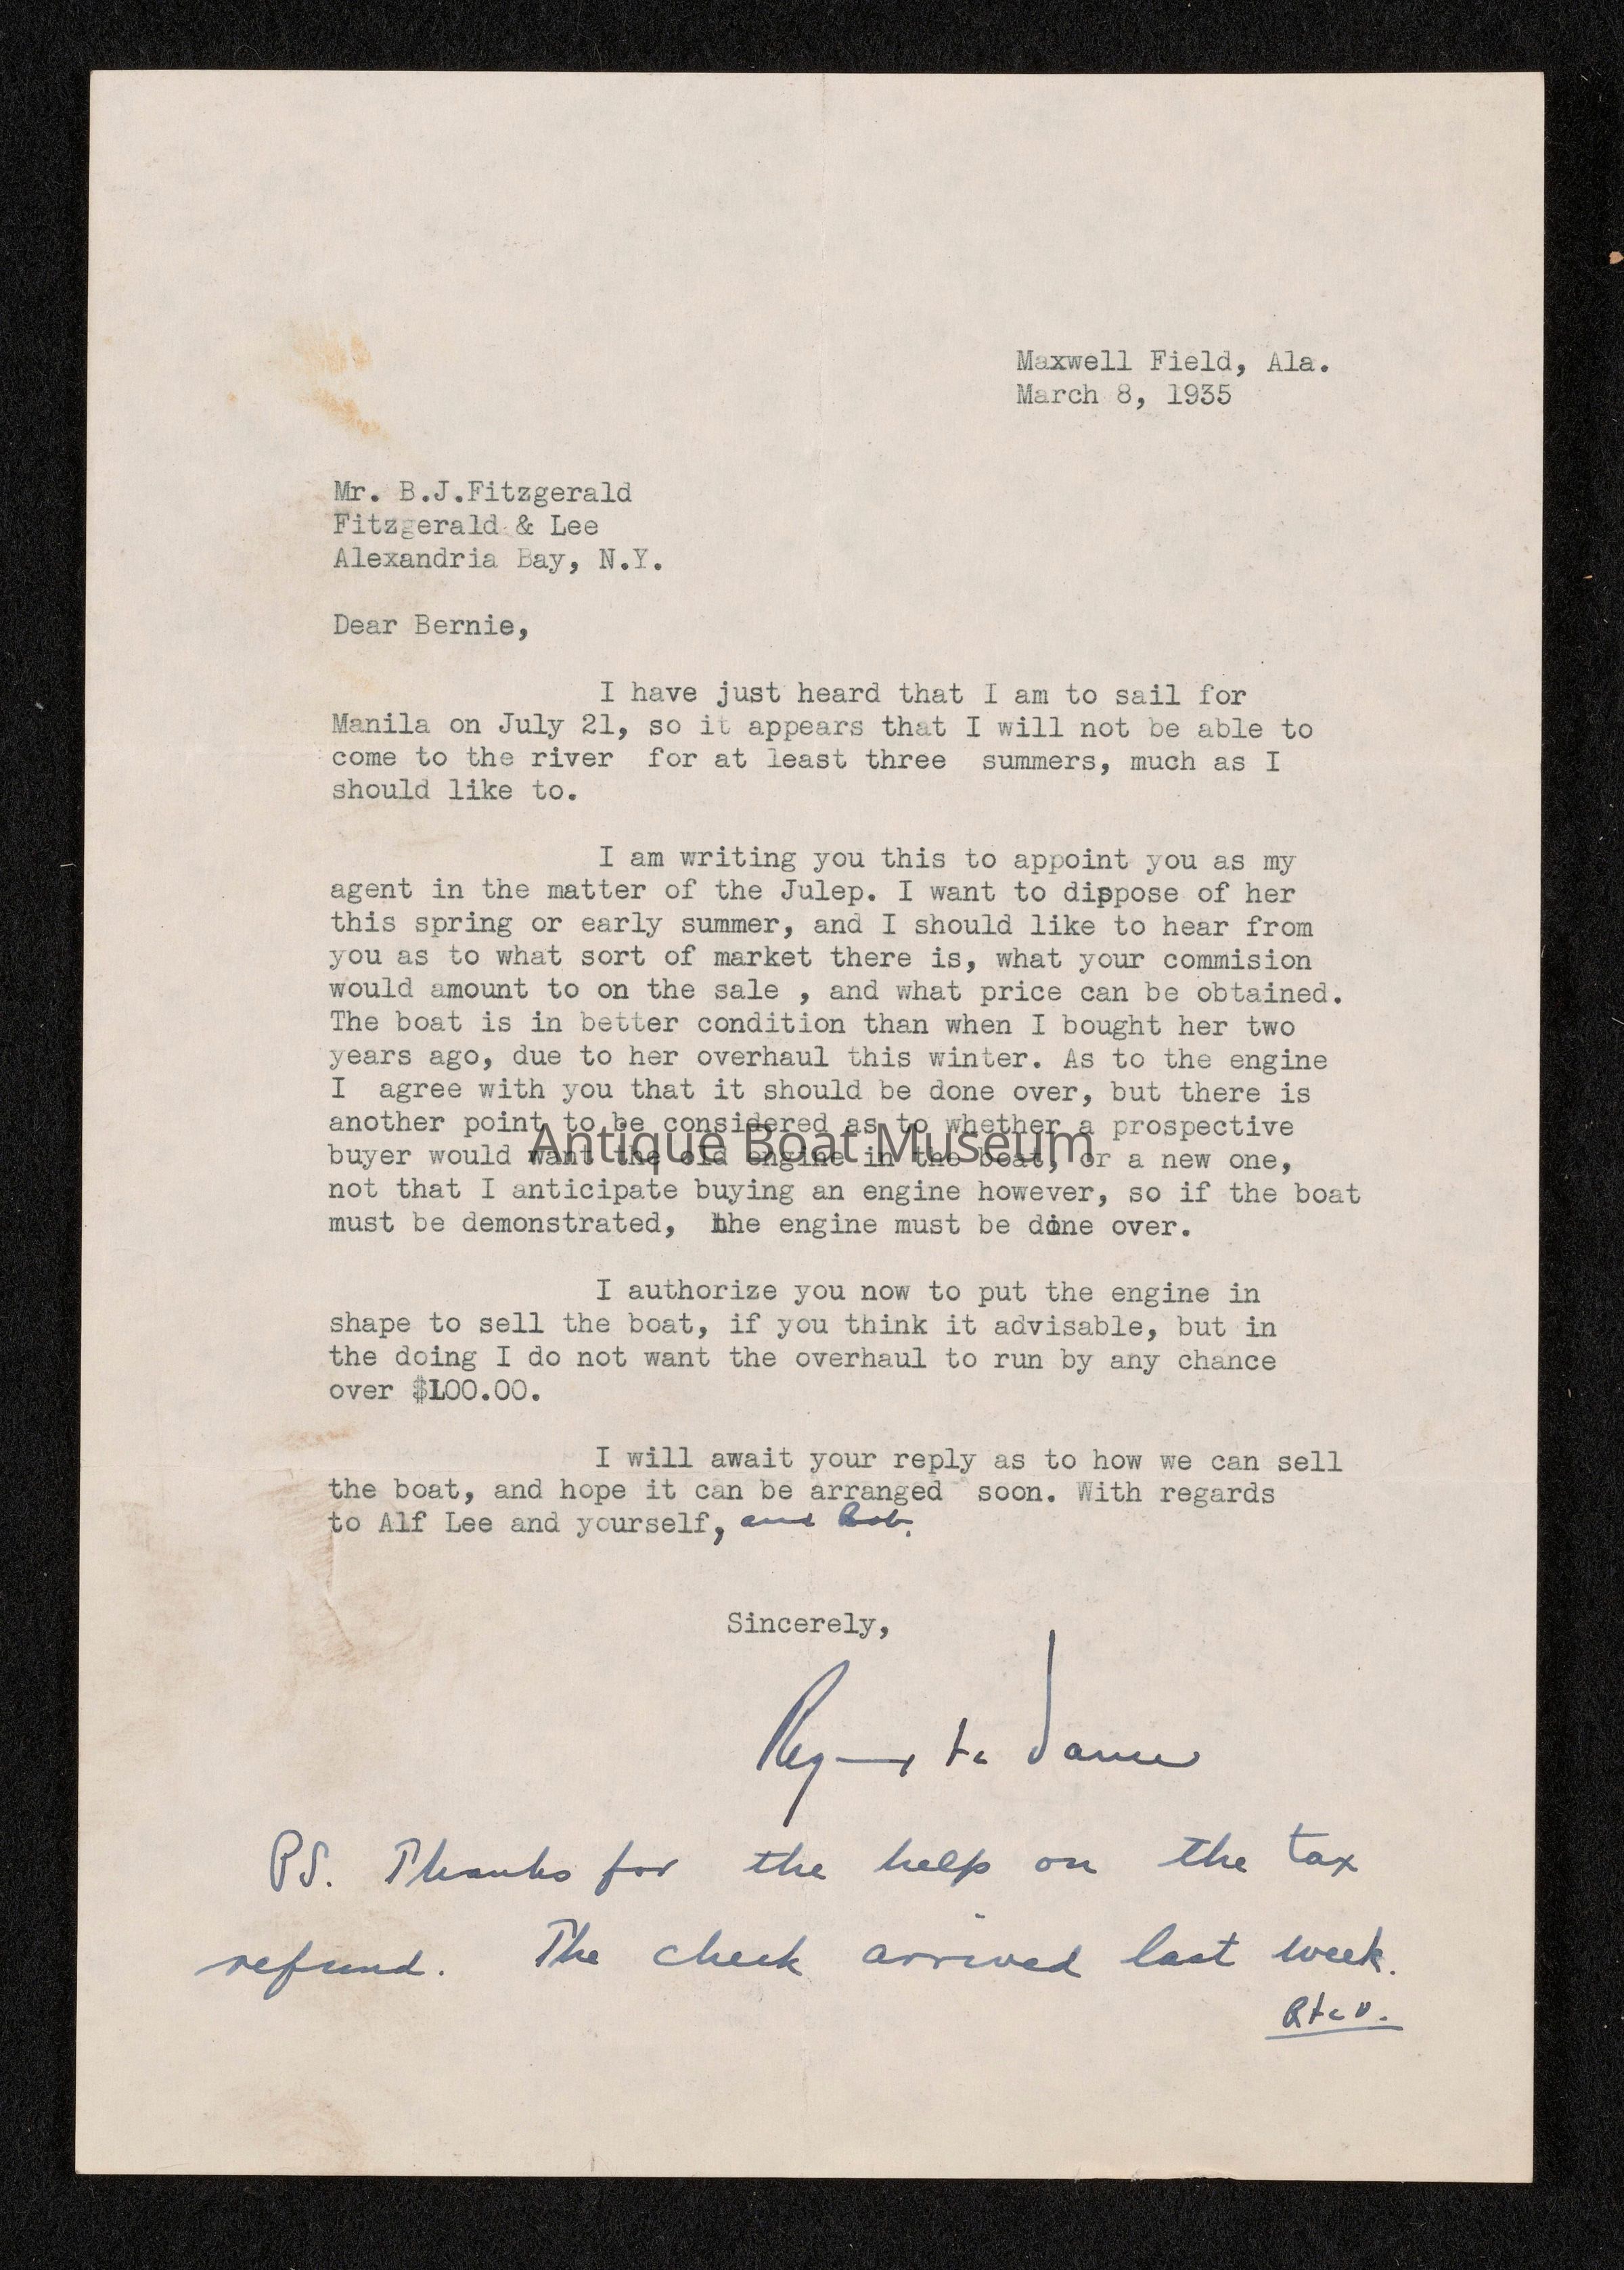 Maxwell Field, Ala.
March 8, 1935
Mr. B.J.Fitzgerald
Fitzgerald & Lee
Alexandria Bay, N.Y.
Dear Bernie,
I have just heard that I am to sail for
Manila on July 21, so it appears that I will not be able to
come to the river for at least three summers, much as I
should like to.
I am writing you this to appoint you as my
agent in the matter of the Julep. I want to dispose of her
this spring or early summer, and I should like to hear from
you as to what sort of market there is, what your commision
would amount to on the sale , and what price can be obtained.
The boat is in better condition than when I bought her two
years ago, due to her overhaul this winter. As to the engine
I agree with you that it should be done over, but there is
another point to be considered as to whether a prospective
Antique Boat Museum
buyer would want the old engine in the boat, or a new one,
not that I anticipate buying an engine however, so if the boat
must be demonstrated, the engine must be done over.
I authorize you now to put the engine in
shape to sell the boat, if you think it advisable, but in
the doing I do not want the overhaul to run by any chance
over $100.00.
I will await your reply as to how we can sell
the boat, and hope it can be arranged soon. With regards
to Alf Lee and yourself, and Bob.
Sincerely,
PS. Thanks for the help on the tax
refund. The check arrived last week.